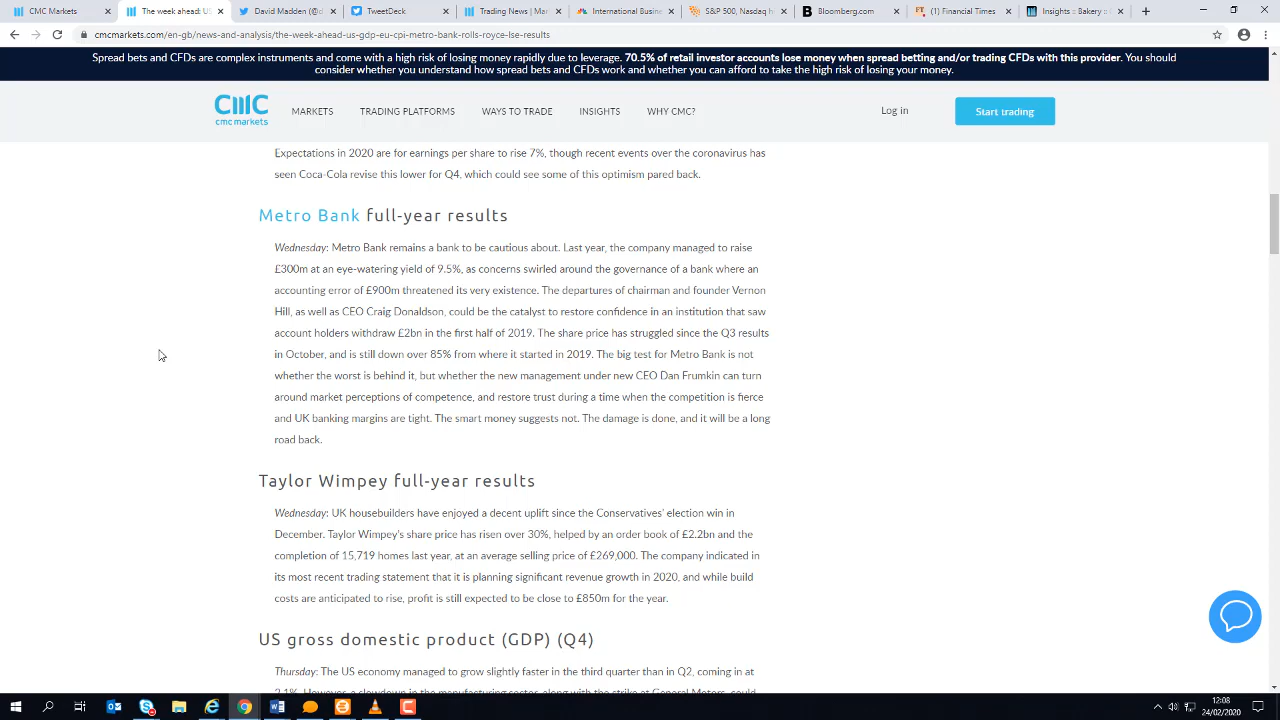 CMC Markets
The week ahead: US
David Madden (@d
TweetDeck
Trading News | Mar
International Busine
S&P 500, Nasdaq h
Bloomberg.com
(1) Financial Times
Insights :: Bakery ::
cmcmarkets.com/en-gb/news-and-analysis/the-week-ahead-us-gdp-eu-cpi-metro-bank-rolls-royce-lse-results
Spread bets and CFDs are complex instruments and come with a high risk of losing money rapidly due to leverage. 70.5% of retail investor accounts lose money when spread betting and/or trading CFDs with this provider. You should
consider whether you understand how spread bets and CFDs work and whether you can afford to take the high risk of losing your money.
CMC
cmc markets
MARKETS
TRADING PLATFORMS
WAYS TO TRADE
INSIGHTS
WHY CMC?
Log in
Start trading
Expectations in 2020 are for earnings per share to rise 7%, though recent events over the coronavirus has
seen Coca-Cola revise this lower for Q4, which could see some of this optimism pared back.
Metro Bank full-year results
Wednesday: Metro Bank remains a bank to be cautious about. Last year, the company managed to raise
£300m at an eye-watering yield of 9.5%, as concerns swirled around the governance of a bank where an
accounting error of £900m threatened its very existence. The departures of chairman and founder Vernon
Hill, as well as CEO Craig Donaldson, could be the catalyst to restore confidence in an institution that saw
account holders withdraw £2bn in the first half of 2019. The share price has struggled since the Q3 results
in October, and is still down over 85% from where it started in 2019. The big test for Metro Bank is not
whether the worst is behind it, but whether the new management under new CEO Dan Frumkin can turn
around market perceptions of competence, and restore trust during a time when the competition is fierce
and UK banking margins are tight. The smart money suggests not. The damage is done, and it will be a long
road back.
Taylor Wimpey full-year results
Wednesday: UK housebuilders have enjoyed a decent uplift since the Conservatives' election win in
December. Taylor Wimpey's share price has risen over 30%, helped by an order book of £2.2bn and the
completion of 15,719 homes last year, at an average selling price of £269,000. The company indicated in
its most recent trading statement that it is planning significant revenue growth in 2020, and while build
costs are anticipated to rise, profit is still expected to be close to £850m for the year.
US gross domestic product (GDP) (Q4)
Thursday: The US economy managed to grow slightly faster in the third quarter than in Q2, coming in at
2.1%. However, a slowdown in the manufacturing sector, along with the strike at General Motors, could
12:08
24/02/2020